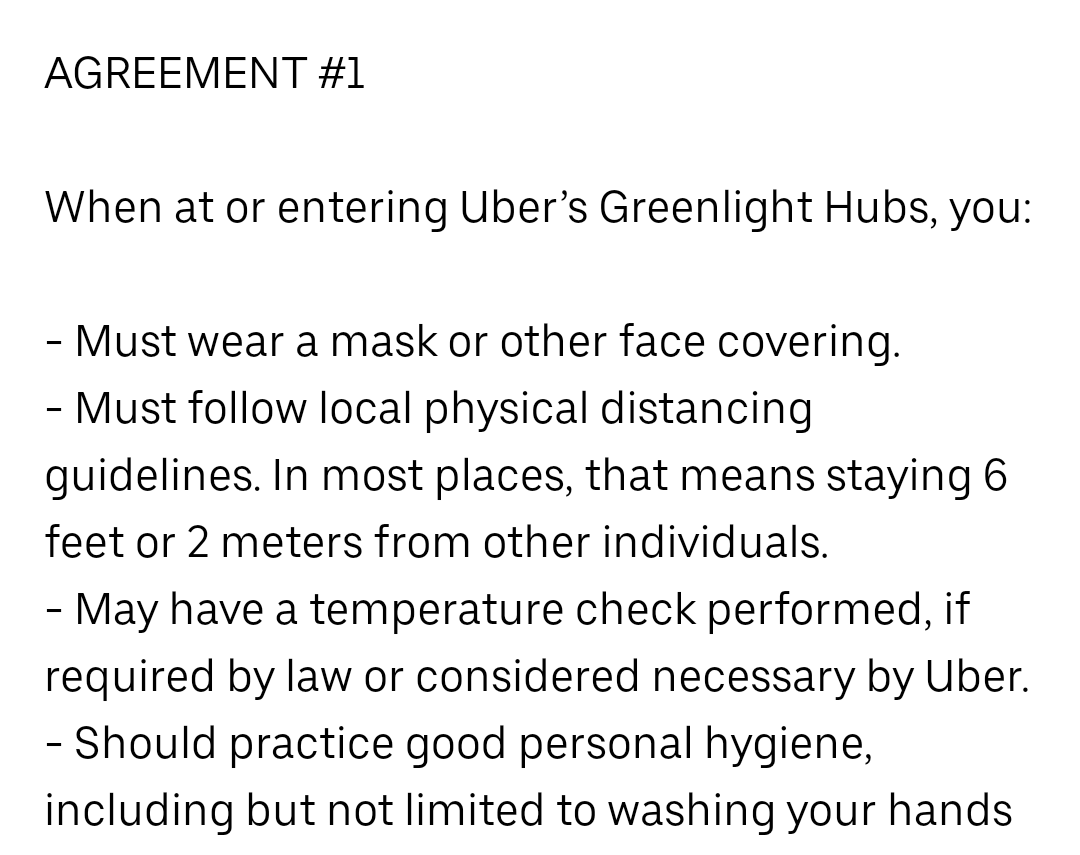 AGREEMENT #1
When at or entering Uber’s Greenlight Hubs, you:
- Must wear a mask or other face covering.
- Must follow local physical distancing
guidelines. In most places, that means staying 6
feet or 2 meters from other individuals.
- May have a temperature check performed, if
required by law or considered necessary by Uber.
- Should practice good personal hygiene,
including but not limited to washing your hands